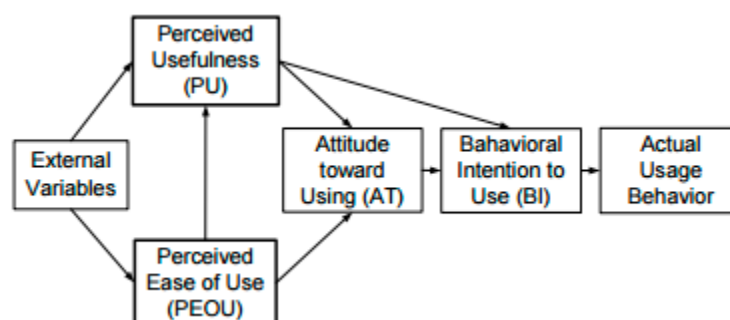 Perceived
Usefulness
(PU)
External
Variables
Attitude
toward
Using (AT)
Bahavioral
Intention to
Use (BI)
Actual
Usage
Behavior
Perceived
Ease of Use
(PEOU)